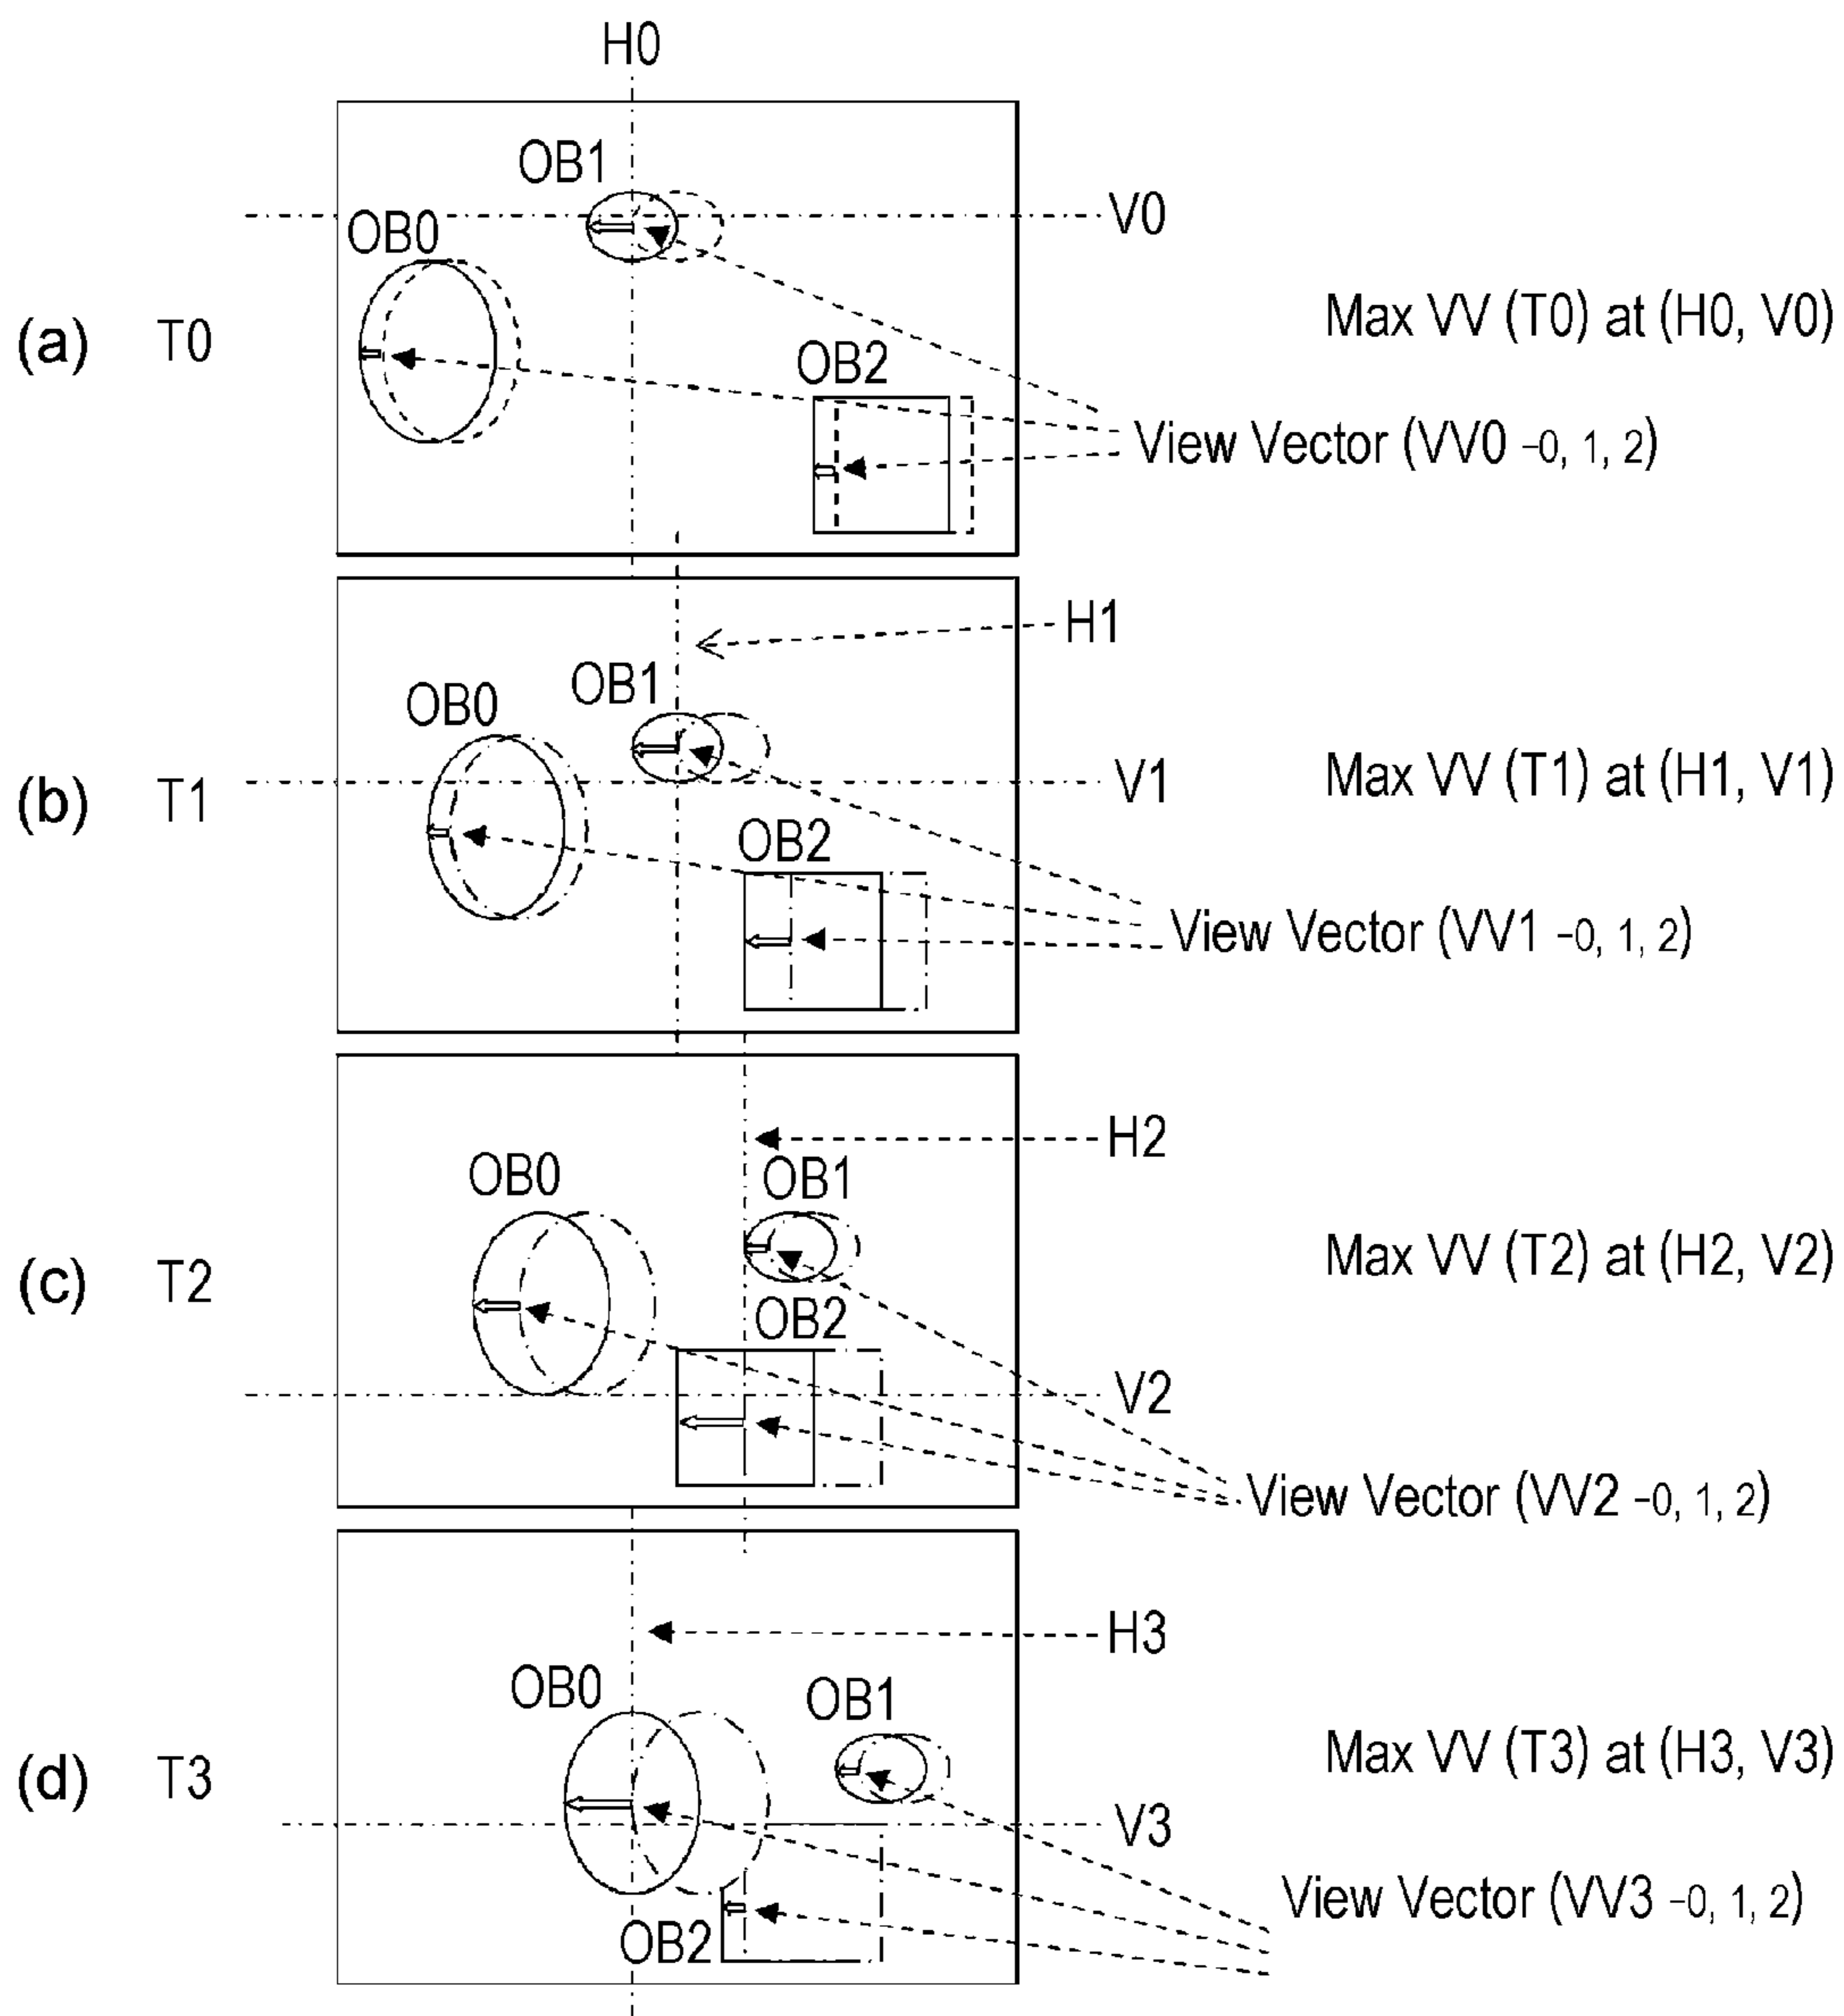 H0
OB1
V0
OB0
(a) T0 Max VV (T0) at (H0, V0)
OB2
View Vector (VV0 -0, 1, 2)
H1
OB1
OB0
V1 Max VV (T1) at (H1, V1)
(b) T1
OB2
View Vector (VV1 -0, 1, 2)
H2
OB0 OB1
Max VV (T2) at (H2, V2)
(c) T2
OB2
V2
View Vector (VV2 -0, 1, 2)
H3
OB0 OB1
Max VV (T3) at (H3, V3)
(d) T3
V3
View Vector (VV3 -0, 1, 2)
OB2